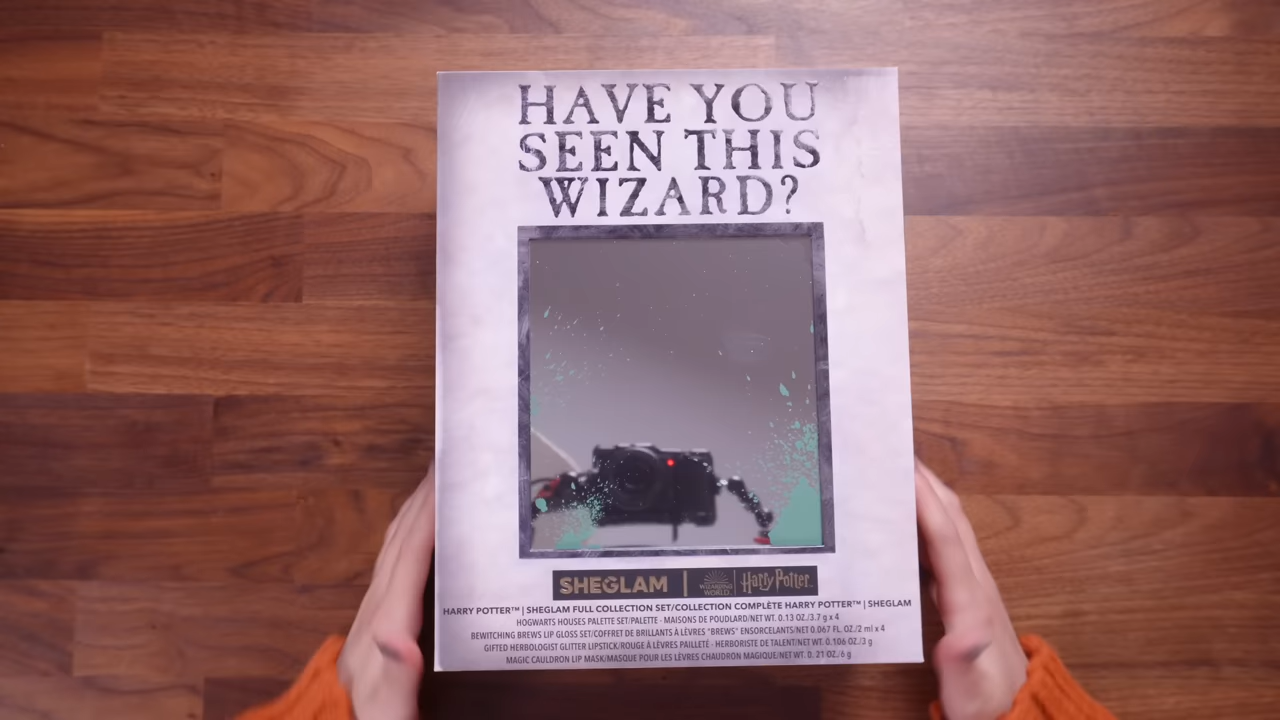 HAVE YOU
SEEN THIS
WIZARD?
SHEGLAM | WIZARDING WORLD | Harry Potter™
HARRY POTTER™ | SHEGLAM FULL COLLECTION SET/COLLECTION COMPLÈTE HARRY POTTER™ | SHEGLAM
HOGWARTS HOUSES PALETTE SET/PALETTE - MAISONS DE POUDLARD/NET WT. 0.13 OZ./3.7 g x 4
BEWITCHING BREWS LIP GLOSS SET/COFFRET DE BRILLANTS À LÈVRES "BREWS" ENSORCELANTS/NET 0.067 FL. OZ./2 ml x 4
GIFTED HERBOLOGIST GLITTER LIPSTICK/ROUGE À LÈVRES PAILLETÉ - HERBORISTE DE TALENT/NET WT. 0.106 OZ./3 g
MAGIC CAULDRON LIP MASK/MASQUE POUR LES LÈVRES CHAUDRON MAGIQUE/NET WT. 0. 21 OZ./6 g